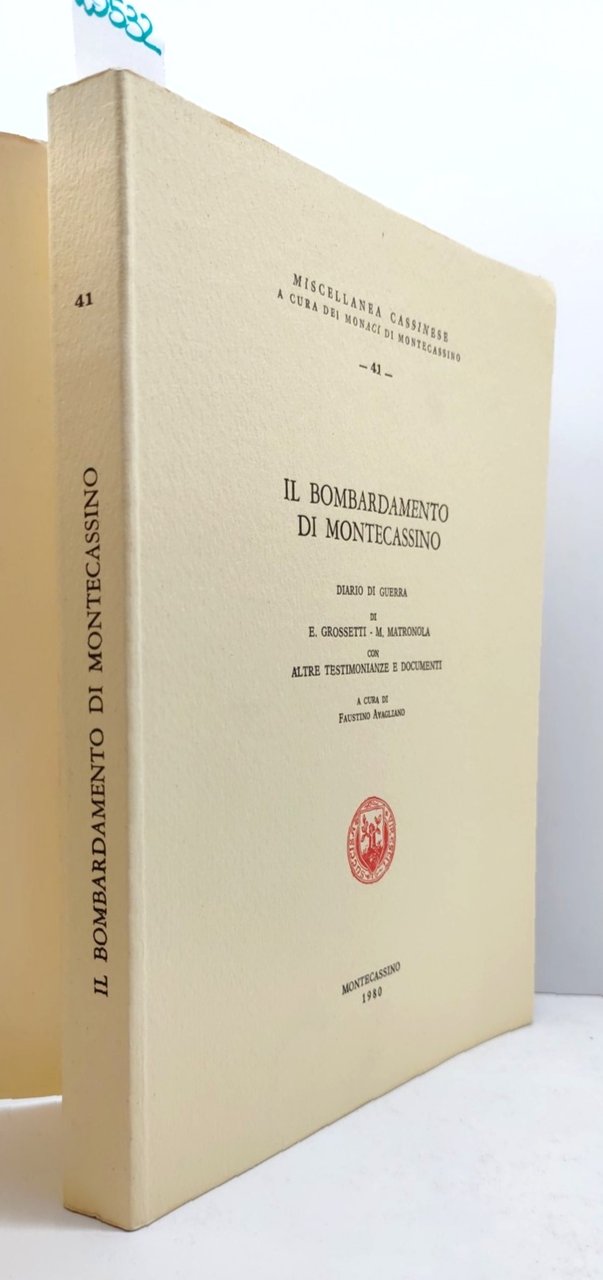 41
IL BOMBARDAMENTO DI MONTECASSINO
MISCELLANEA CASSINESE
A CURA DEI MONACI DI MONTECASSINO
— 41 —
IL BOMBARDAMENTO
DI MONTECASSINO
DIARIO DI GUERRA
DI
E. GROSSETTI - M. MATRONOLA
CON
ALTRE TESTIMONIANZE E DOCUMENTI
A CURA DI
FAUSTINO AVAGLIANO
MONTECASSINO
1980